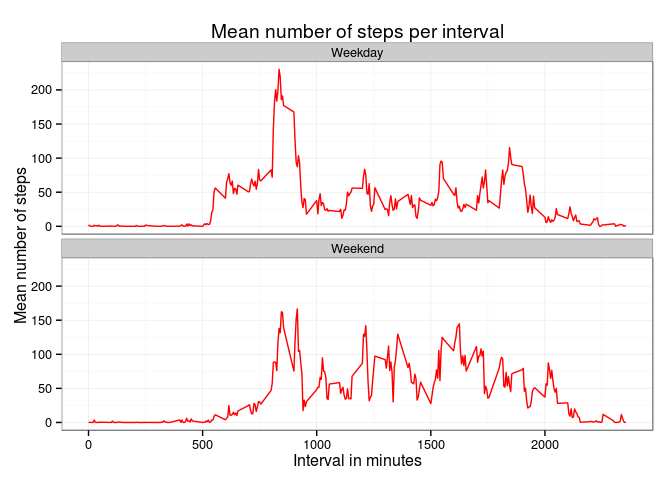 Mean number of steps per interval
Weekday
200
150
100
50
0
Weekend
200
150
100
50
0
Mean number of steps
0 500 1000 1500 2000
Interval in minutes